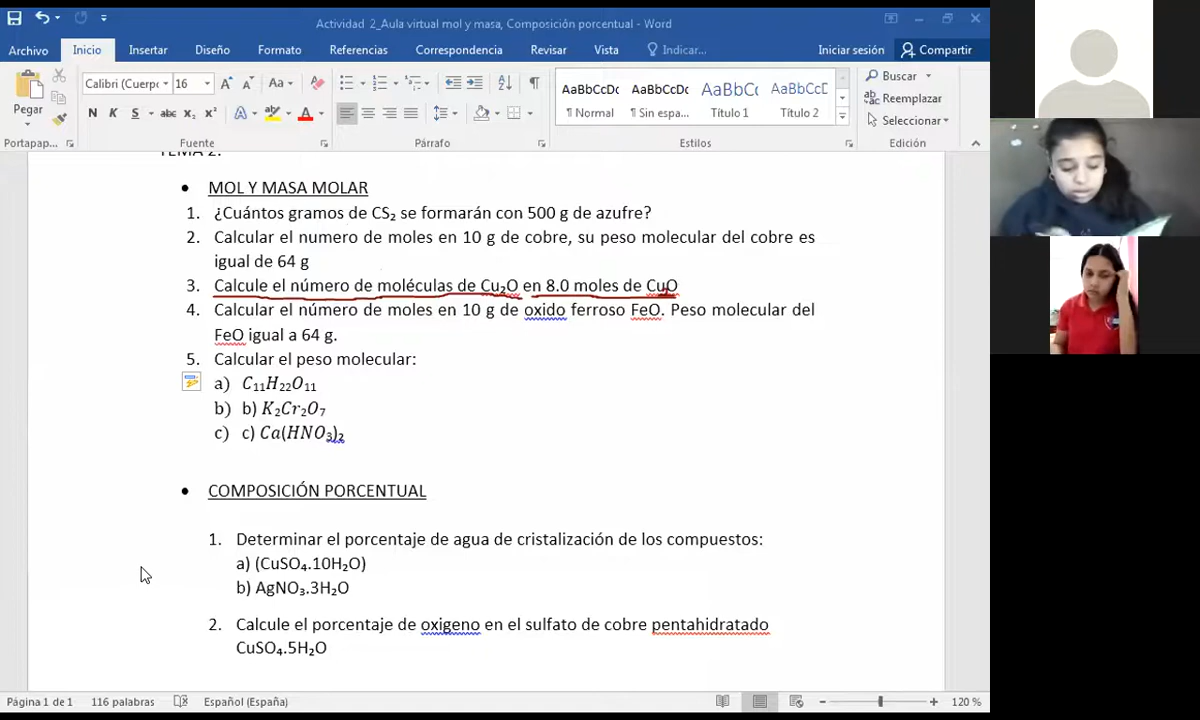 Actividad 2_Aula virtual mol y masa, Composición porcentual - Word
Archivo Inicio Insertar Diseño Formato Referencias Correspondencia Revisar Vista Indicar... Iniciar sesión Compartir
Calibri (Cuerpo 16 Aa
Pegar
N K S abc x₂ x² A A
AaBbCcDc AaBbCcDc AaBbCc AaBbCcD
¶ Normal ¶ Sin espa... Título 1 Título 2
Buscar
Reemplazar
Seleccionar
Portapap... Fuente Párrafo Estilos Edición
TEMA 2.
• MOL Y MASA MOLAR
1. ¿Cuántos gramos de CS₂ se formarán con 500 g de azufre?
2. Calcular el numero de moles en 10 g de cobre, su peso molecular del cobre es
igual de 64 g
3. Calcule el número de moléculas de Cu₂O en 8.0 moles de Cu₂O
4. Calcular el número de moles en 10 g de oxido ferroso FeO. Peso molecular del
FeO igual a 64 g.
5. Calcular el peso molecular:
a) C₁₁H₂₂O₁₁
b) b) K₂Cr₂O₇
c) c) Ca(HNO₃)₂
• COMPOSICIÓN PORCENTUAL
1. Determinar el porcentaje de agua de cristalización de los compuestos:
a) (CuSO₄.10H₂O)
b) AgNO₃.3H₂O
2. Calcule el porcentaje de oxigeno en el sulfato de cobre pentahidratado
CuSO₄.5H₂O
Página 1 de 1 116 palabras Español (España) 120 %